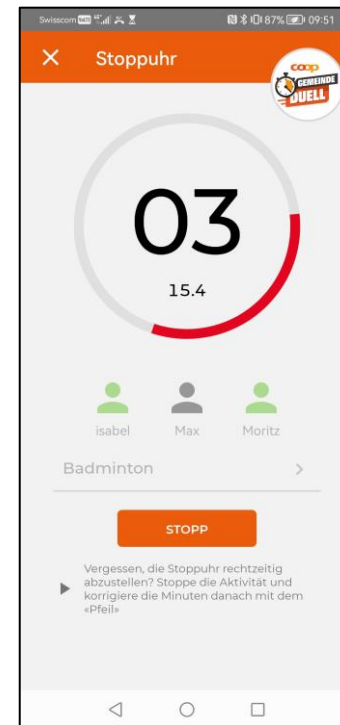 Swisscom 87% 09:51
Stoppuhr
coop
GEMEINDE
DUELL
03
15.4
isabel Max Moritz
Badminton
STOPP
Vergessen, die Stoppuhr rechtzeitig
abzustellen? Stoppe die Aktivität und
korrigiere die Minuten danach mit dem
«Pfeil»